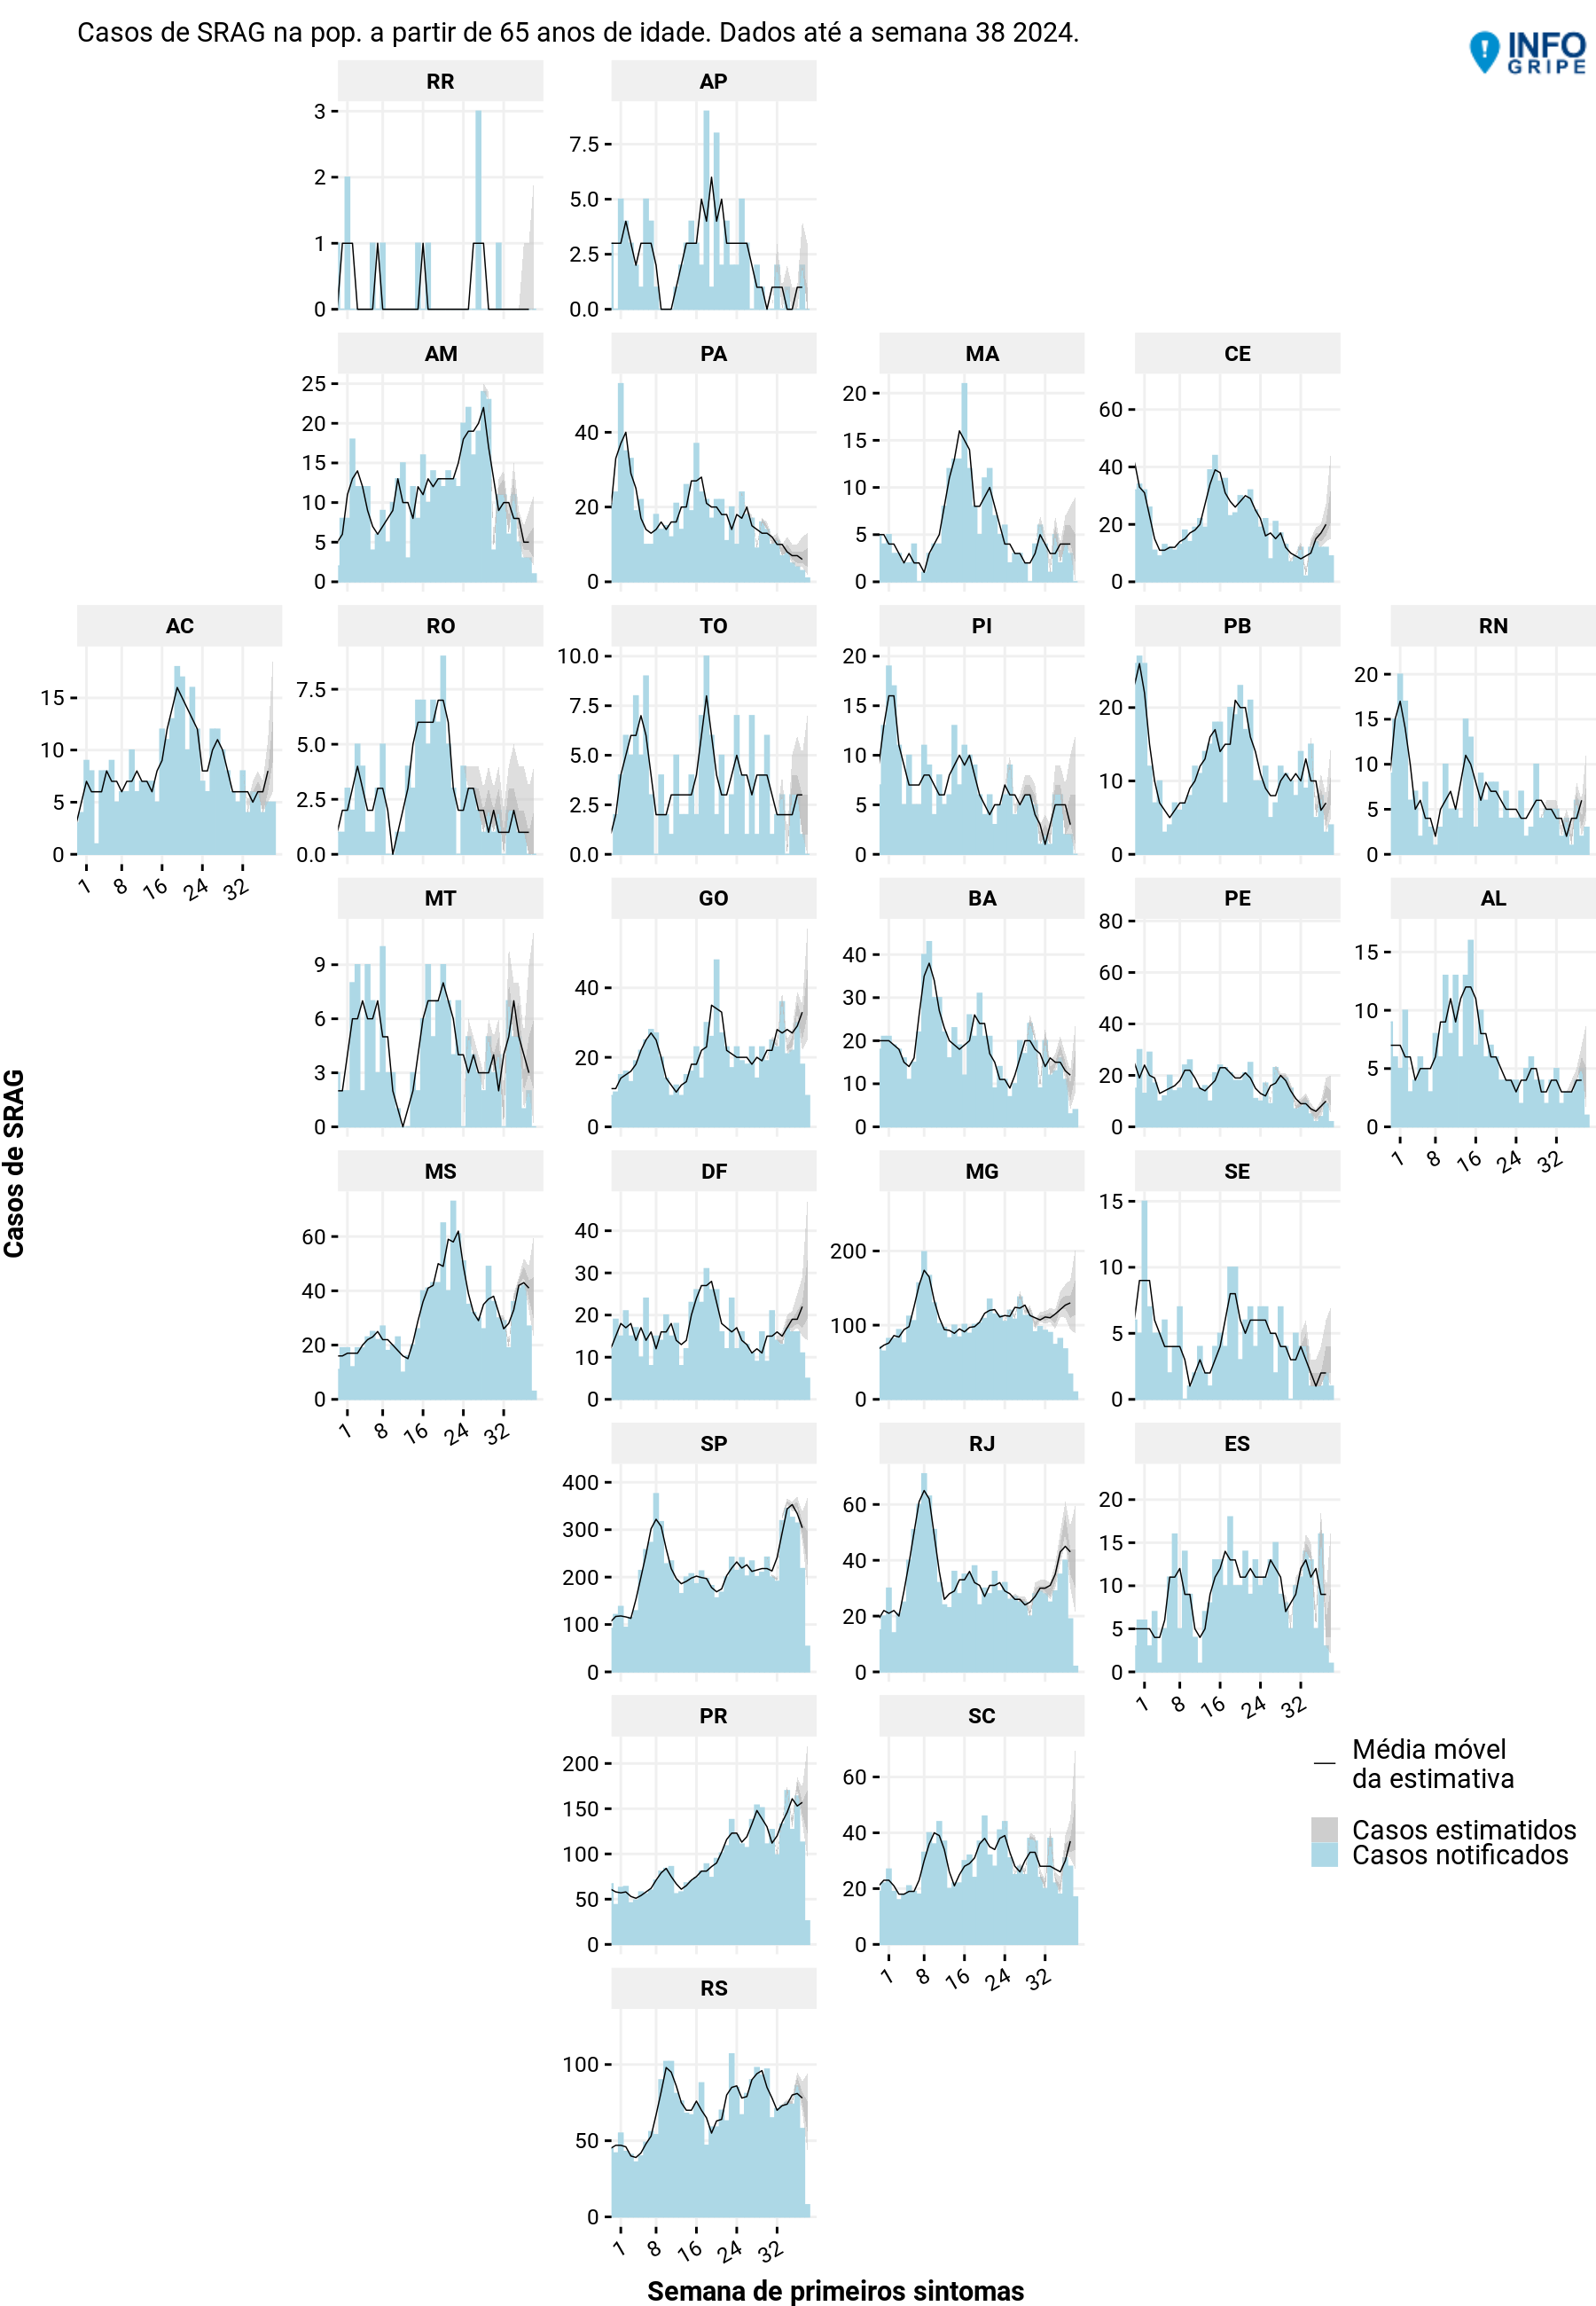 Casos de SRAG na pop. a partir de 65 anos de idade. Dados até a semana 38 2024.
INFO
GRIPE
RR
3
2
1
0
AP
7.5
5.0
2.5
0.0
AM
25
20
15
10
5
0
PA
40
20
0
MA
20
15
10
5
0
CE
60
40
20
0
AC
15
10
5
0
1 8 16 24 32
RO
7.5
5.0
2.5
0.0
TO
10.0
7.5
5.0
2.5
0.0
PI
20
15
10
5
0
PB
20
10
0
RN
20
15
10
5
0
MT
9
6
3
0
GO
40
20
0
BA
40
30
20
10
0
PE
80
60
40
20
0
AL
15
10
5
0
1 8 16 24 32
MS
60
40
20
0
1 8 16 24 32
DF
40
30
20
10
0
MG
200
100
0
SE
15
10
5
0
SP
400
300
200
100
0
RJ
60
40
20
0
ES
20
15
10
5
0
1 8 16 24 32
PR
200
150
100
50
0
SC
60
40
20
0
1 8 16 24 32
RS
100
50
0
1 8 16 24 32
Casos de SRAG
Semana de primeiros sintomas
Média móvel
da estimativa
Casos estimatidos
Casos notificados